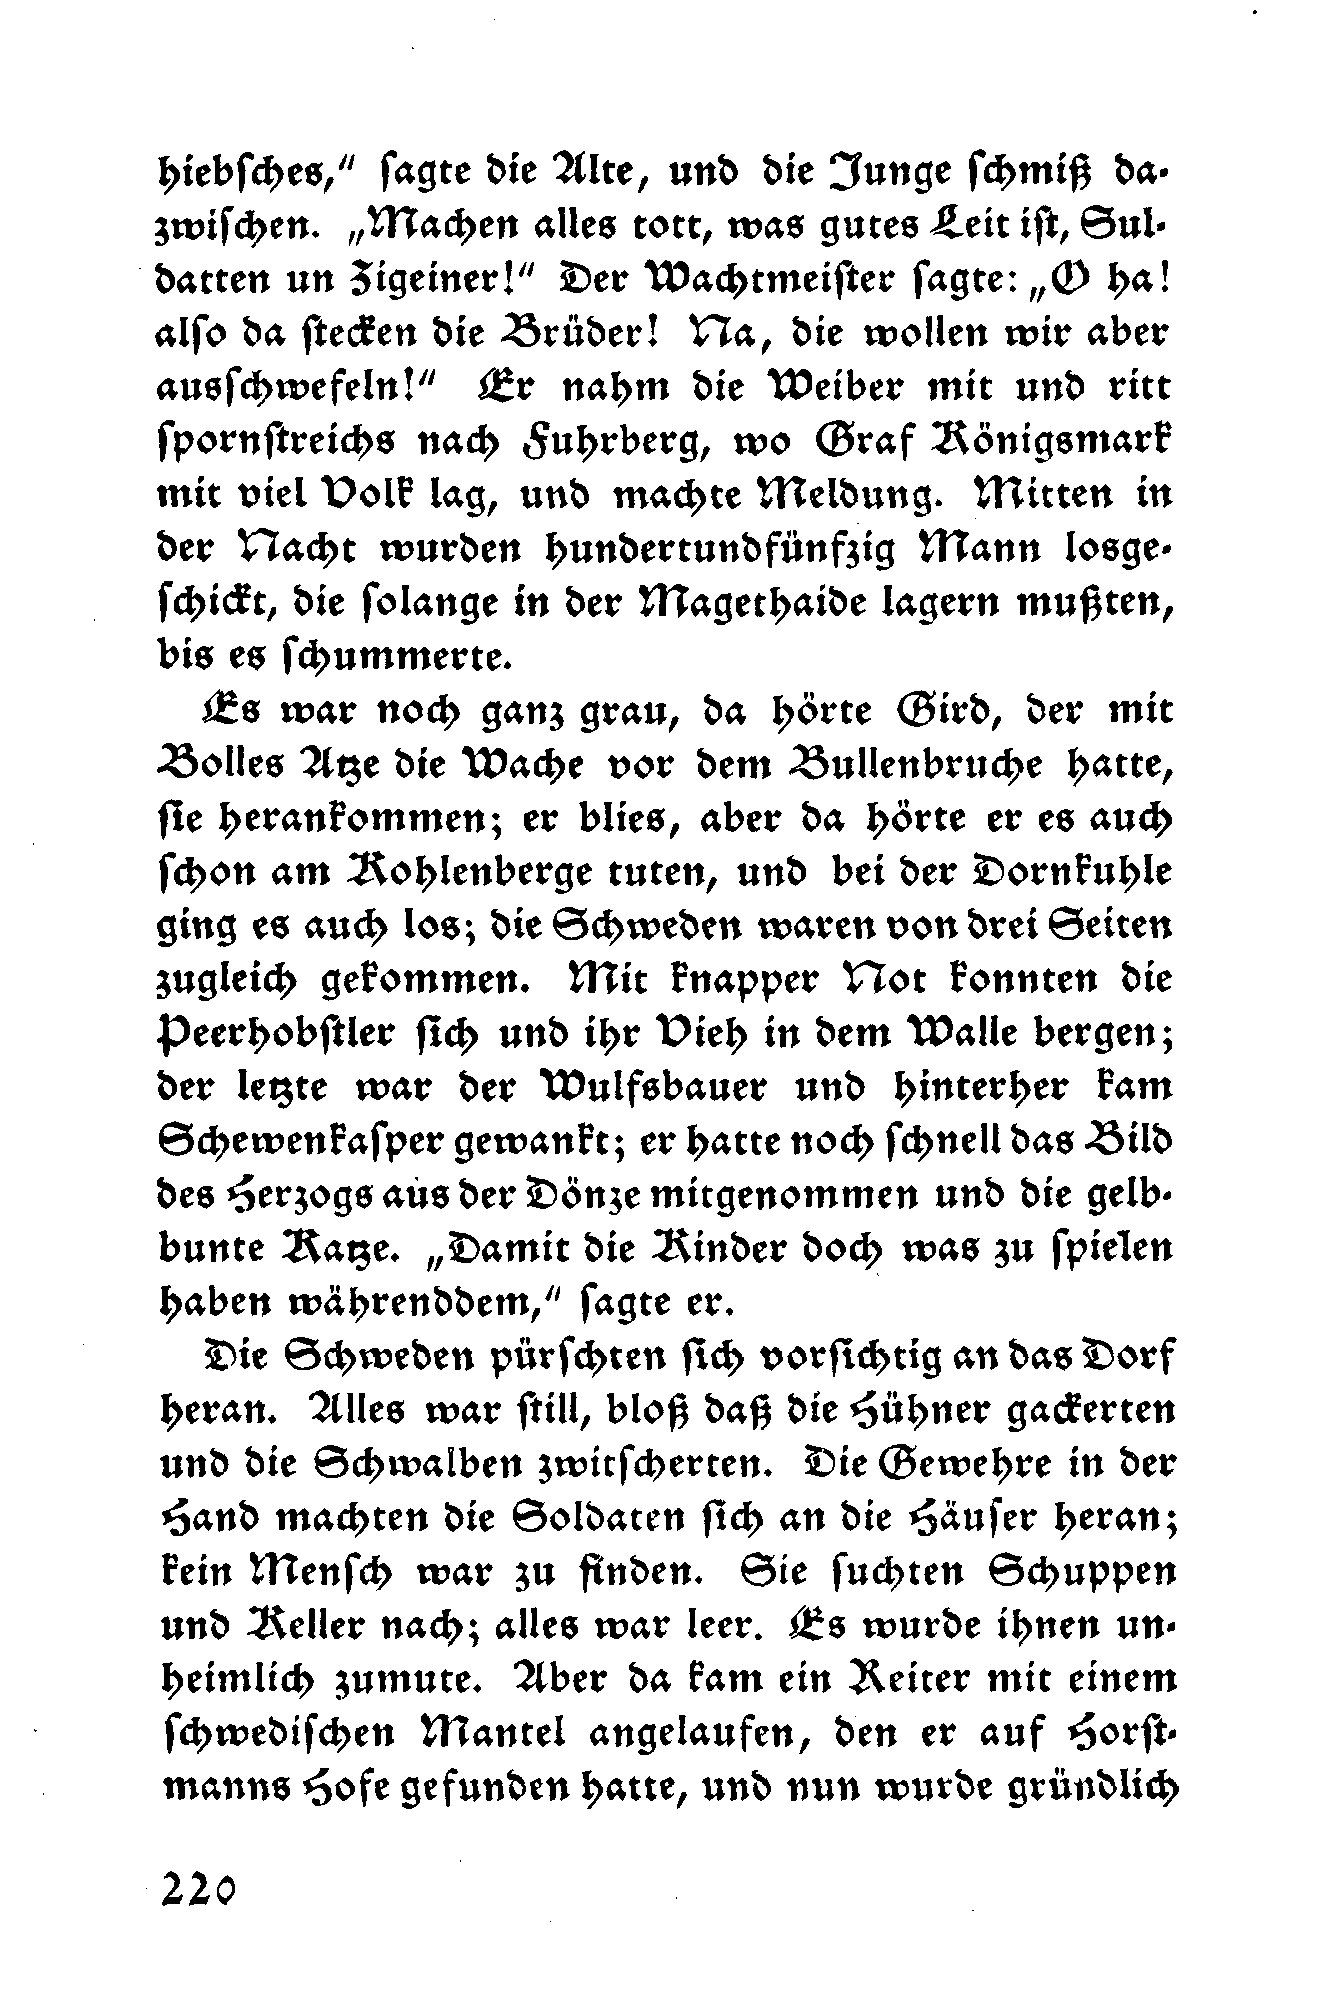 hiebſches,“ ſagte die Alte, und die Junge ſchmiß da-
zwiſchen. „Machen alles tott, was gutes Leit iſt, Sul-
datten un Zigeiner!“ Der Wachtmeiſter ſagte: „O ha!
alſo da ſtecken die Brüder! Na, die wollen wir aber
ausſchwefeln!“ Er nahm die Weiber mit und ritt
ſpornſtreichs nach Fuhrberg, wo Graf Königsmark
mit viel Volk lag, und machte Meldung. Mitten in
der Nacht wurden hundertundfünfzig Mann losge-
ſchickt, die ſolange in der Magethaide lagern mußten,
bis es ſchummerte.
Es war noch ganz grau, da hörte Gird, der mit
Bolles Atze die Wache vor dem Bullenbruche hatte,
ſie herankommen; er blies, aber da hörte er es auch
ſchon am Kohlenberge tuten, und bei der Dornkuhle
ging es auch los; die Schweden waren von drei Seiten
zugleich gekommen. Mit knapper Not konnten die
Peerhobſtler ſich und ihr Vieh in dem Walle bergen;
der letzte war der Wulfsbauer und hinterher kam
Schewenkaſper gewankt; er hatte noch ſchnell das Bild
des Herzogs aus der Dönze mitgenommen und die gelb-
bunte Katze. „Damit die Kinder doch was zu ſpielen
haben währenddem,“ ſagte er.
Die Schweden pürſchten ſich vorſichtig an das Dorf
heran. Alles war ſtill, bloß daß die Hühner gackerten
und die Schwalben zwitſcherten. Die Gewehre in der
Hand machten die Soldaten ſich an die Häuſer heran;
kein Menſch war zu finden. Sie ſuchten Schuppen
und Keller nach; alles war leer. Es wurde ihnen un-
heimlich zumute. Aber da kam ein Reiter mit einem
ſchwediſchen Mantel angelaufen, den er auf Horſt-
manns Hofe gefunden hatte, und nun wurde gründlich
220